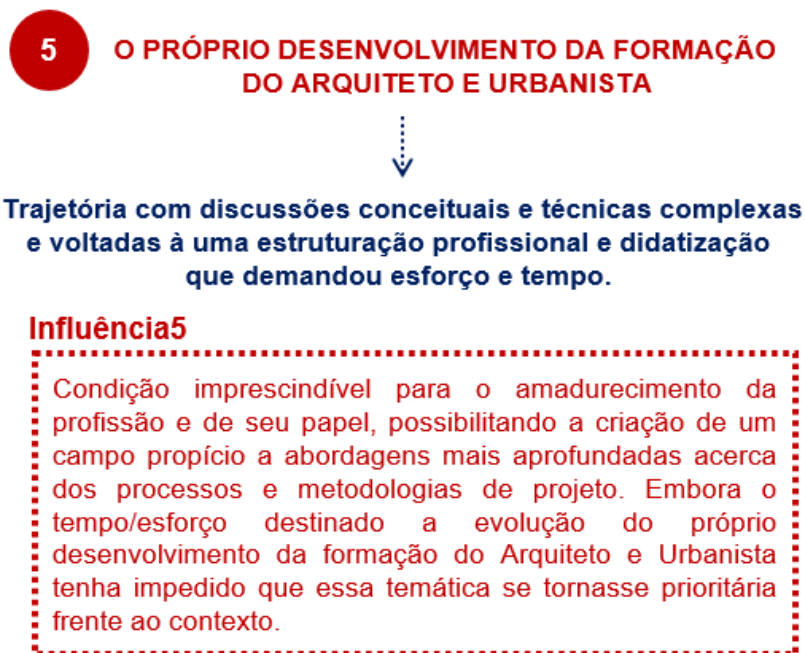 5
O PRÓPRIO DESENVOLVIMENTO DA FORMAÇÃO
DO ARQUITETO E URBANISTA
Trajetória com discussões conceituais e técnicas complexas
e voltadas à uma estruturação profissional e didatização
que demandou esforço e tempo.
Influência5
Condição imprescindível para o amadurecimento da
profissão e de seu papel, possibilitando a criação de um
campo propício a abordagens mais aprofundadas acerca
dos processos e metodologias de projeto. Embora o
tempo/esforço destinado a evolução do próprio
desenvolvimento da formação do Arquiteto e Urbanista
tenha impedido que essa temática se tornasse prioritária
frente ao contexto.